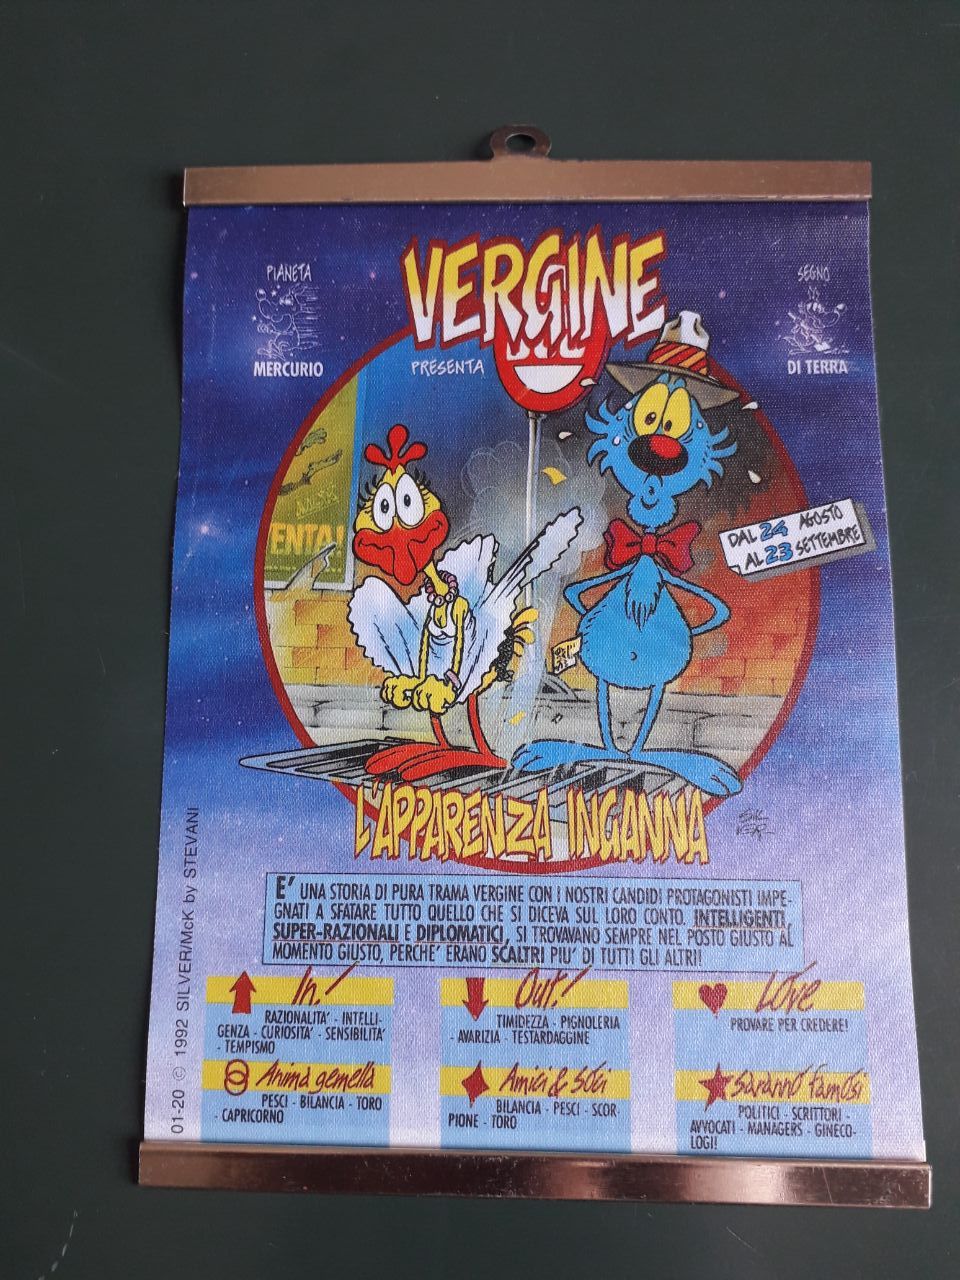 VERGINE
PIANETA
MERCURIO
SEGNO
DI TERRA
PRESENTA
DAL 24 AGOSTO
AL 23 SETTEMBRE
ENTA!
L'APPARENZA INGANNA
SIL
VER
E' UNA STORIA DI PURA TRAMA VERGINE CON I NOSTRI CANDIDI PROTAGONISTI IMPE-
GNATI A SFATARE TUTTO QUELLO CHE SI DICEVA SUL LORO CONTO. INTELLIGENTI,
SUPER-RAZIONALI E DIPLOMATICI, SI TROVAVANO SEMPRE NEL POSTO GIUSTO AL
MOMENTO GIUSTO, PERCHE' ERANO SCALTRI PIU' DI TUTTI GLI ALTRI!
In!
RAZIONALITA' - INTELLI-
GENZA - CURIOSITA' - SENSIBILITA'
- TEMPISMO
Out!
TIMIDEZZA - PIGNOLERIA
- AVARIZIA - TESTARDAGGINE
LOve
PROVARE PER CREDERE!
Anima gemella
PESCI - BILANCIA - TORO
- CAPRICORNO
Amici & soci
BILANCIA - PESCI - SCOR-
PIONE - TORO
saranno famosi
POLITICI - SCRITTORI -
AVVOCATI - MANAGERS - GINECO-
LOGI!
01-20 © 1992 SILVER/McK by STEVANI